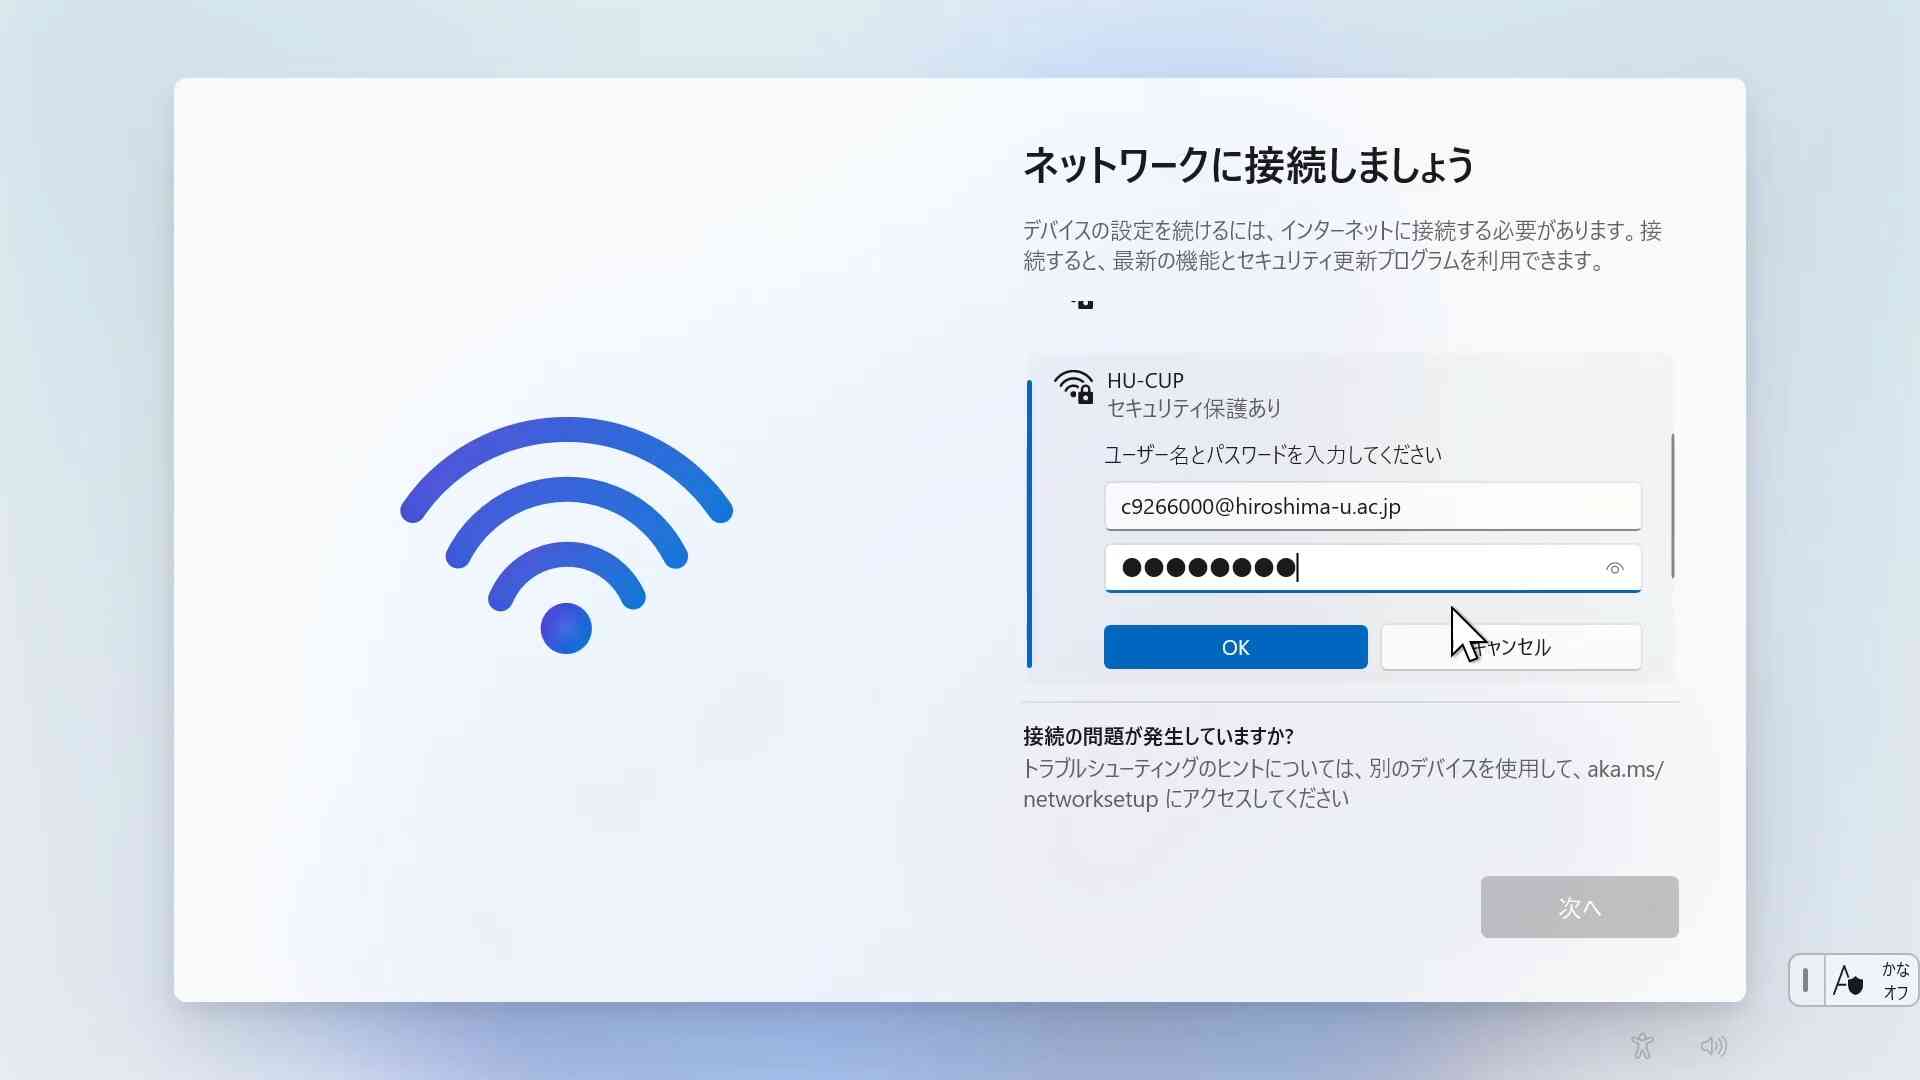 ネットワークに接続しましょう
デバイスの設定を続けるには、インターネットに接続する必要があります。接
続すると、最新の機能とセキュリティ更新プログラムを利用できます。
HU-CUP
セキュリティ保護あり
ユーザー名とパスワードを入力してください
c9266000@hiroshima-u.ac.jp
●●●●●●●●
OK
キャンセル
接続の問題が発生していますか?
トラブルシューティングのヒントについては、別のデバイスを使用して、aka.ms/
networksetup にアクセスしてください
次へ
A
かな
オフ